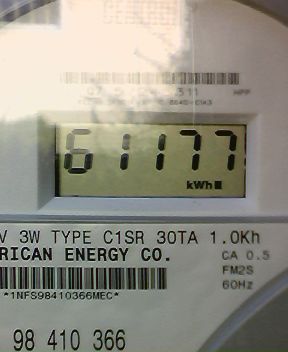 GENERAL
61177
kWh
V 3W TYPE C1SR 30TA 1.0Kh
RICAN ENERGY CO.
CA 0.5
FM2S
60Hz
*1NFS98410366MEC*
98 410 366